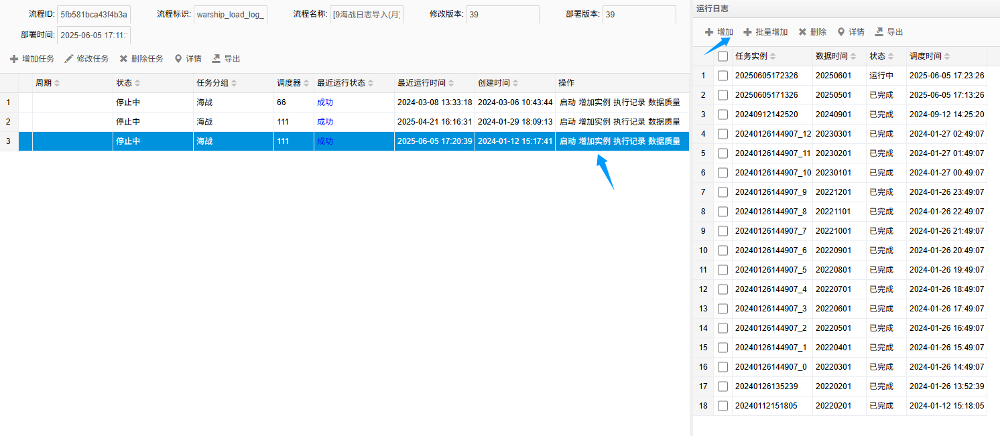 流程ID: 5fb581bca43f4b3a 流程标识: warship_load_log_ 流程名称: [9海战日志导入(月) 修改版本: 39 部署版本: 39
部署时间: 2025-06-05 17:11:
增加任务 修改任务 删除任务 详情 导出
周期 状态 任务分组 调度器 最近运行状态 最近运行时间 创建时间 操作
1 停止中 海战 66 成功 2024-03-08 13:33:18 2024-03-06 10:43:44 启动 增加实例 执行记录 数据质量
2 停止中 海战 111 成功 2025-04-21 16:16:31 2024-01-29 18:09:13 启动 增加实例 执行记录 数据质量
3 停止中 海战 111 成功 2025-06-05 17:20:39 2024-01-12 15:17:41 启动 增加实例 执行记录 数据质量
运行日志
增加 批量增加 删除 详情 导出
任务实例 数据时间 状态 调度时间
1 20250605172326 20250601 运行中 2025-06-05 17:23:26
2 20250605171326 20250501 已完成 2025-06-05 17:13:26
3 20240912142520 20240901 已完成 2024-09-12 14:25:20
4 20240126144907_12 20230301 已完成 2024-01-27 02:49:07
5 20240126144907_11 20230201 已完成 2024-01-27 01:49:07
6 20240126144907_10 20230101 已完成 2024-01-27 00:49:07
7 20240126144907_9 20221201 已完成 2024-01-26 23:49:07
8 20240126144907_8 20221101 已完成 2024-01-26 22:49:07
9 20240126144907_7 20221001 已完成 2024-01-26 21:49:07
10 20240126144907_6 20220901 已完成 2024-01-26 20:49:07
11 20240126144907_5 20220801 已完成 2024-01-26 19:49:07
12 20240126144907_4 20220701 已完成 2024-01-26 18:49:07
13 20240126144907_3 20220601 已完成 2024-01-26 17:49:07
14 20240126144907_2 20220501 已完成 2024-01-26 16:49:07
15 20240126144907_1 20220401 已完成 2024-01-26 15:49:07
16 20240126144907_0 20220301 已完成 2024-01-26 14:49:07
17 20240126135239 20220201 已完成 2024-01-26 13:52:39
18 20240112151805 20220201 已完成 2024-01-12 15:18:05